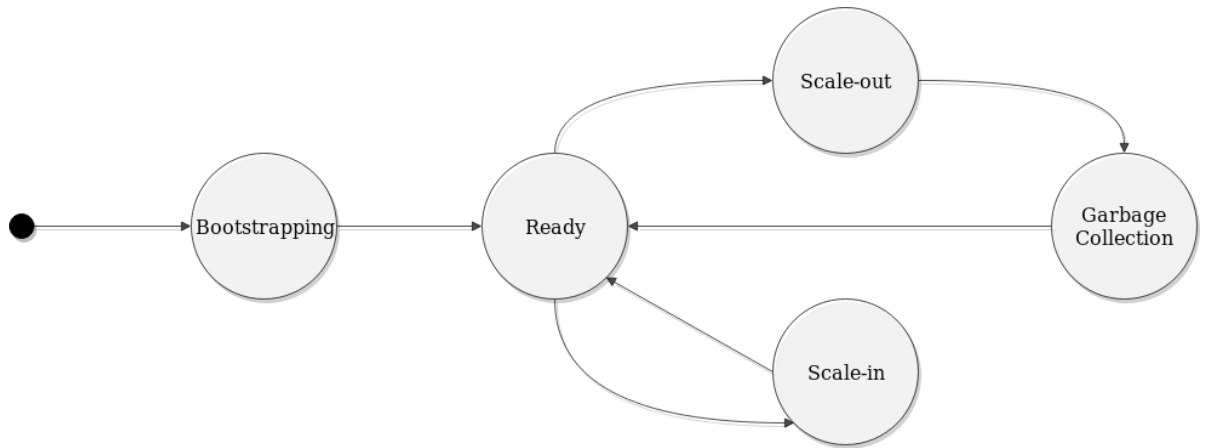 Scale-out
Bootstrapping
Ready
Garbage
Collection
Scale-in